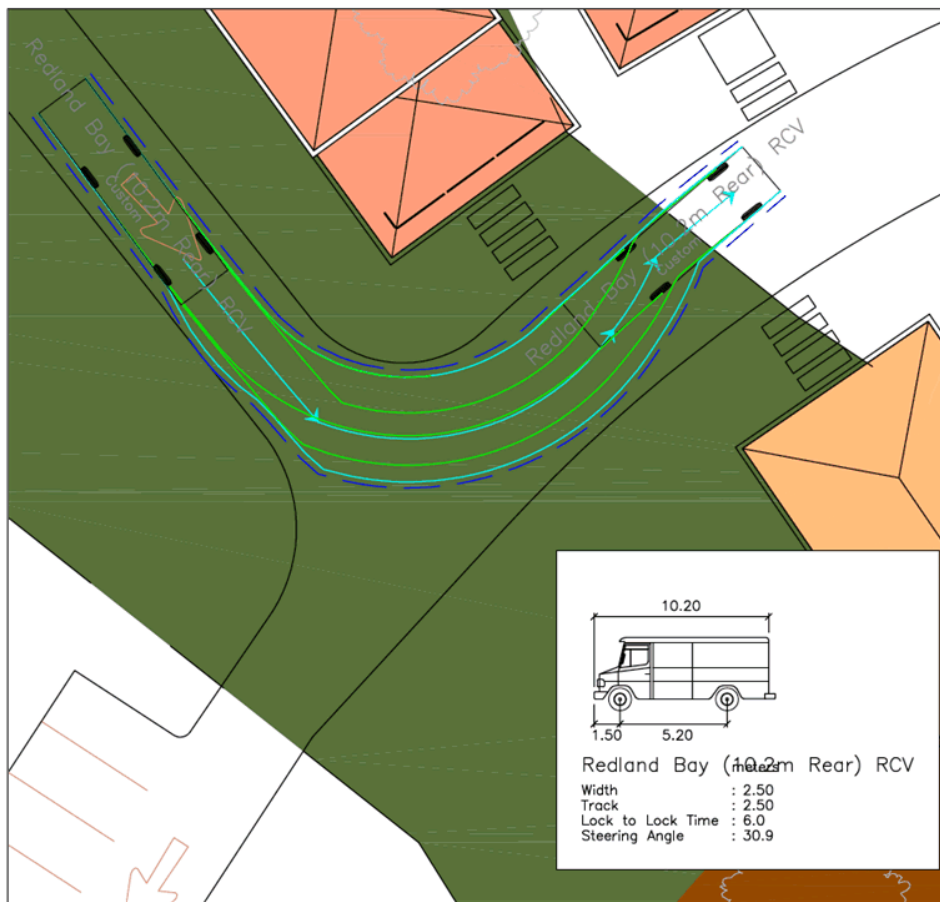 Redland Bay (10.2m Rear) RCV
Custom
Redland Bay (10.2m Rear) RCV
Custom
10.20
1.50
5.20
Redland Bay (10.2m Rear) RCV
meters
Width : 2.50
Track : 2.50
Lock to Lock Time : 6.0
Steering Angle : 30.9